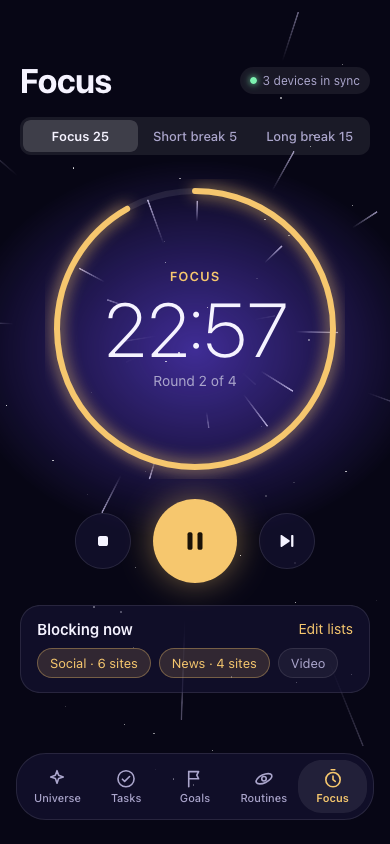 Focus
3 devices in sync
Focus 25
Short break 5
Long break 15
FOCUS
22:57
Round 2 of 4
Blocking now
Edit lists
Social · 6 sites
News · 4 sites
Video
Universe
Tasks
Goals
Routines
Focus